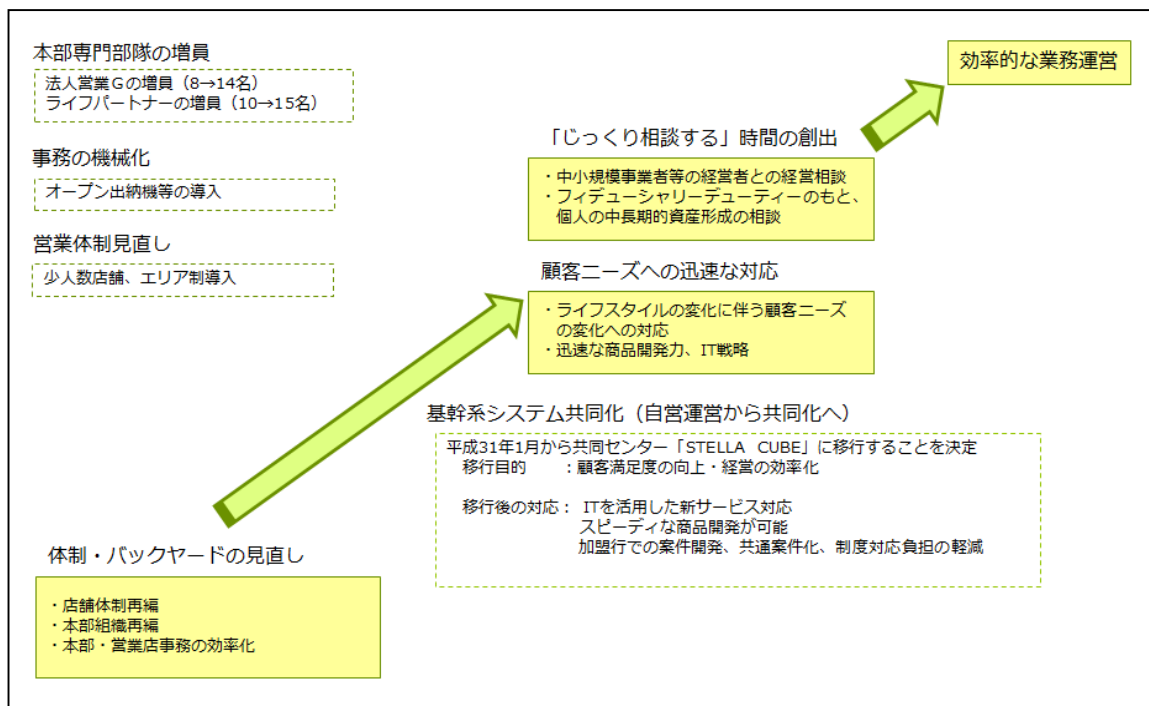 本部専門部隊の増員
法人営業Gの増員（8→14名）
ライフパートナーの増員（10→15名）
事務の機械化
オープン出納機等の導入
営業体制見直し
少人数店舗、エリア制導入
効率的な業務運営
「じっくり相談する」時間の創出
・中小規模事業者等の経営者との経営相談
・フィデューシャリーデューティーのもと、
個人の中長期的資産形成の相談
顧客ニーズへの迅速な対応
・ライフスタイルの変化に伴う顧客ニーズ
の変化への対応
・迅速な商品開発力、IT戦略
基幹系システム共同化（自営運営から共同化へ）
平成31年1月から共同センター「STELLA　CUBE」に移行することを決定
移行目的　　：顧客満足度の向上・経営の効率化
移行後の対応： ITを活用した新サービス対応
スピーディな商品開発が可能
加盟行での案件開発、共通案件化、制度対応負担の軽減
体制・バックヤードの見直し
・店舗体制再編
・本部組織再編
・本部・営業店事務の効率化